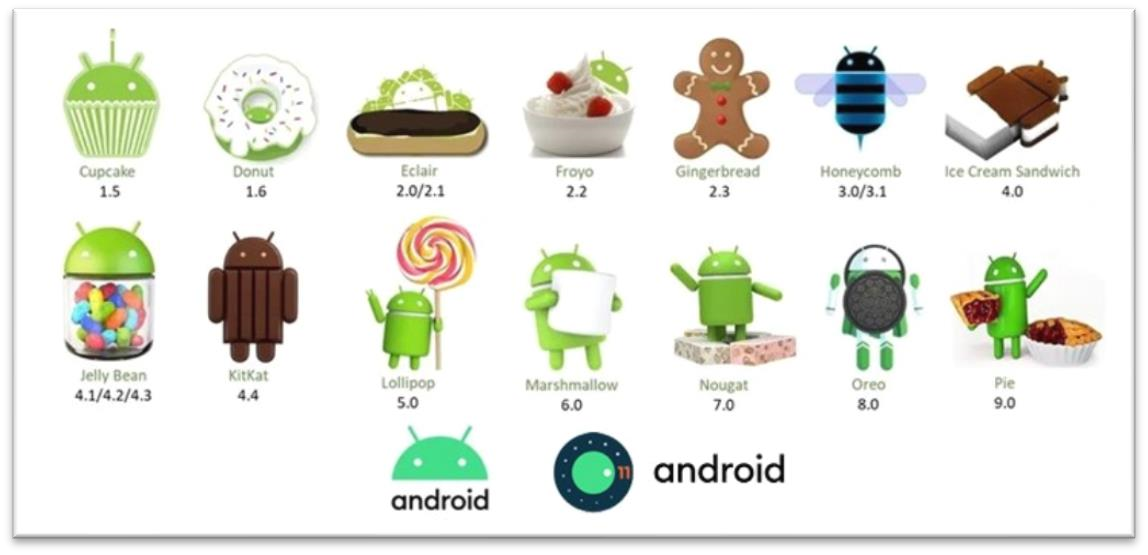 Cupcake
1.5
Donut
1.6
Eclair
2.0/2.1
Froyo
2.2
Gingerbread
2.3
Honeycomb
3.0/3.1
Ice Cream Sandwich
4.0
Jelly Bean
4.1/4.2/4.3
KitKat
4.4
Lollipop
5.0
Marshmallow
6.0
Nougat
7.0
Oreo
8.0
Pie
9.0
android
11
android